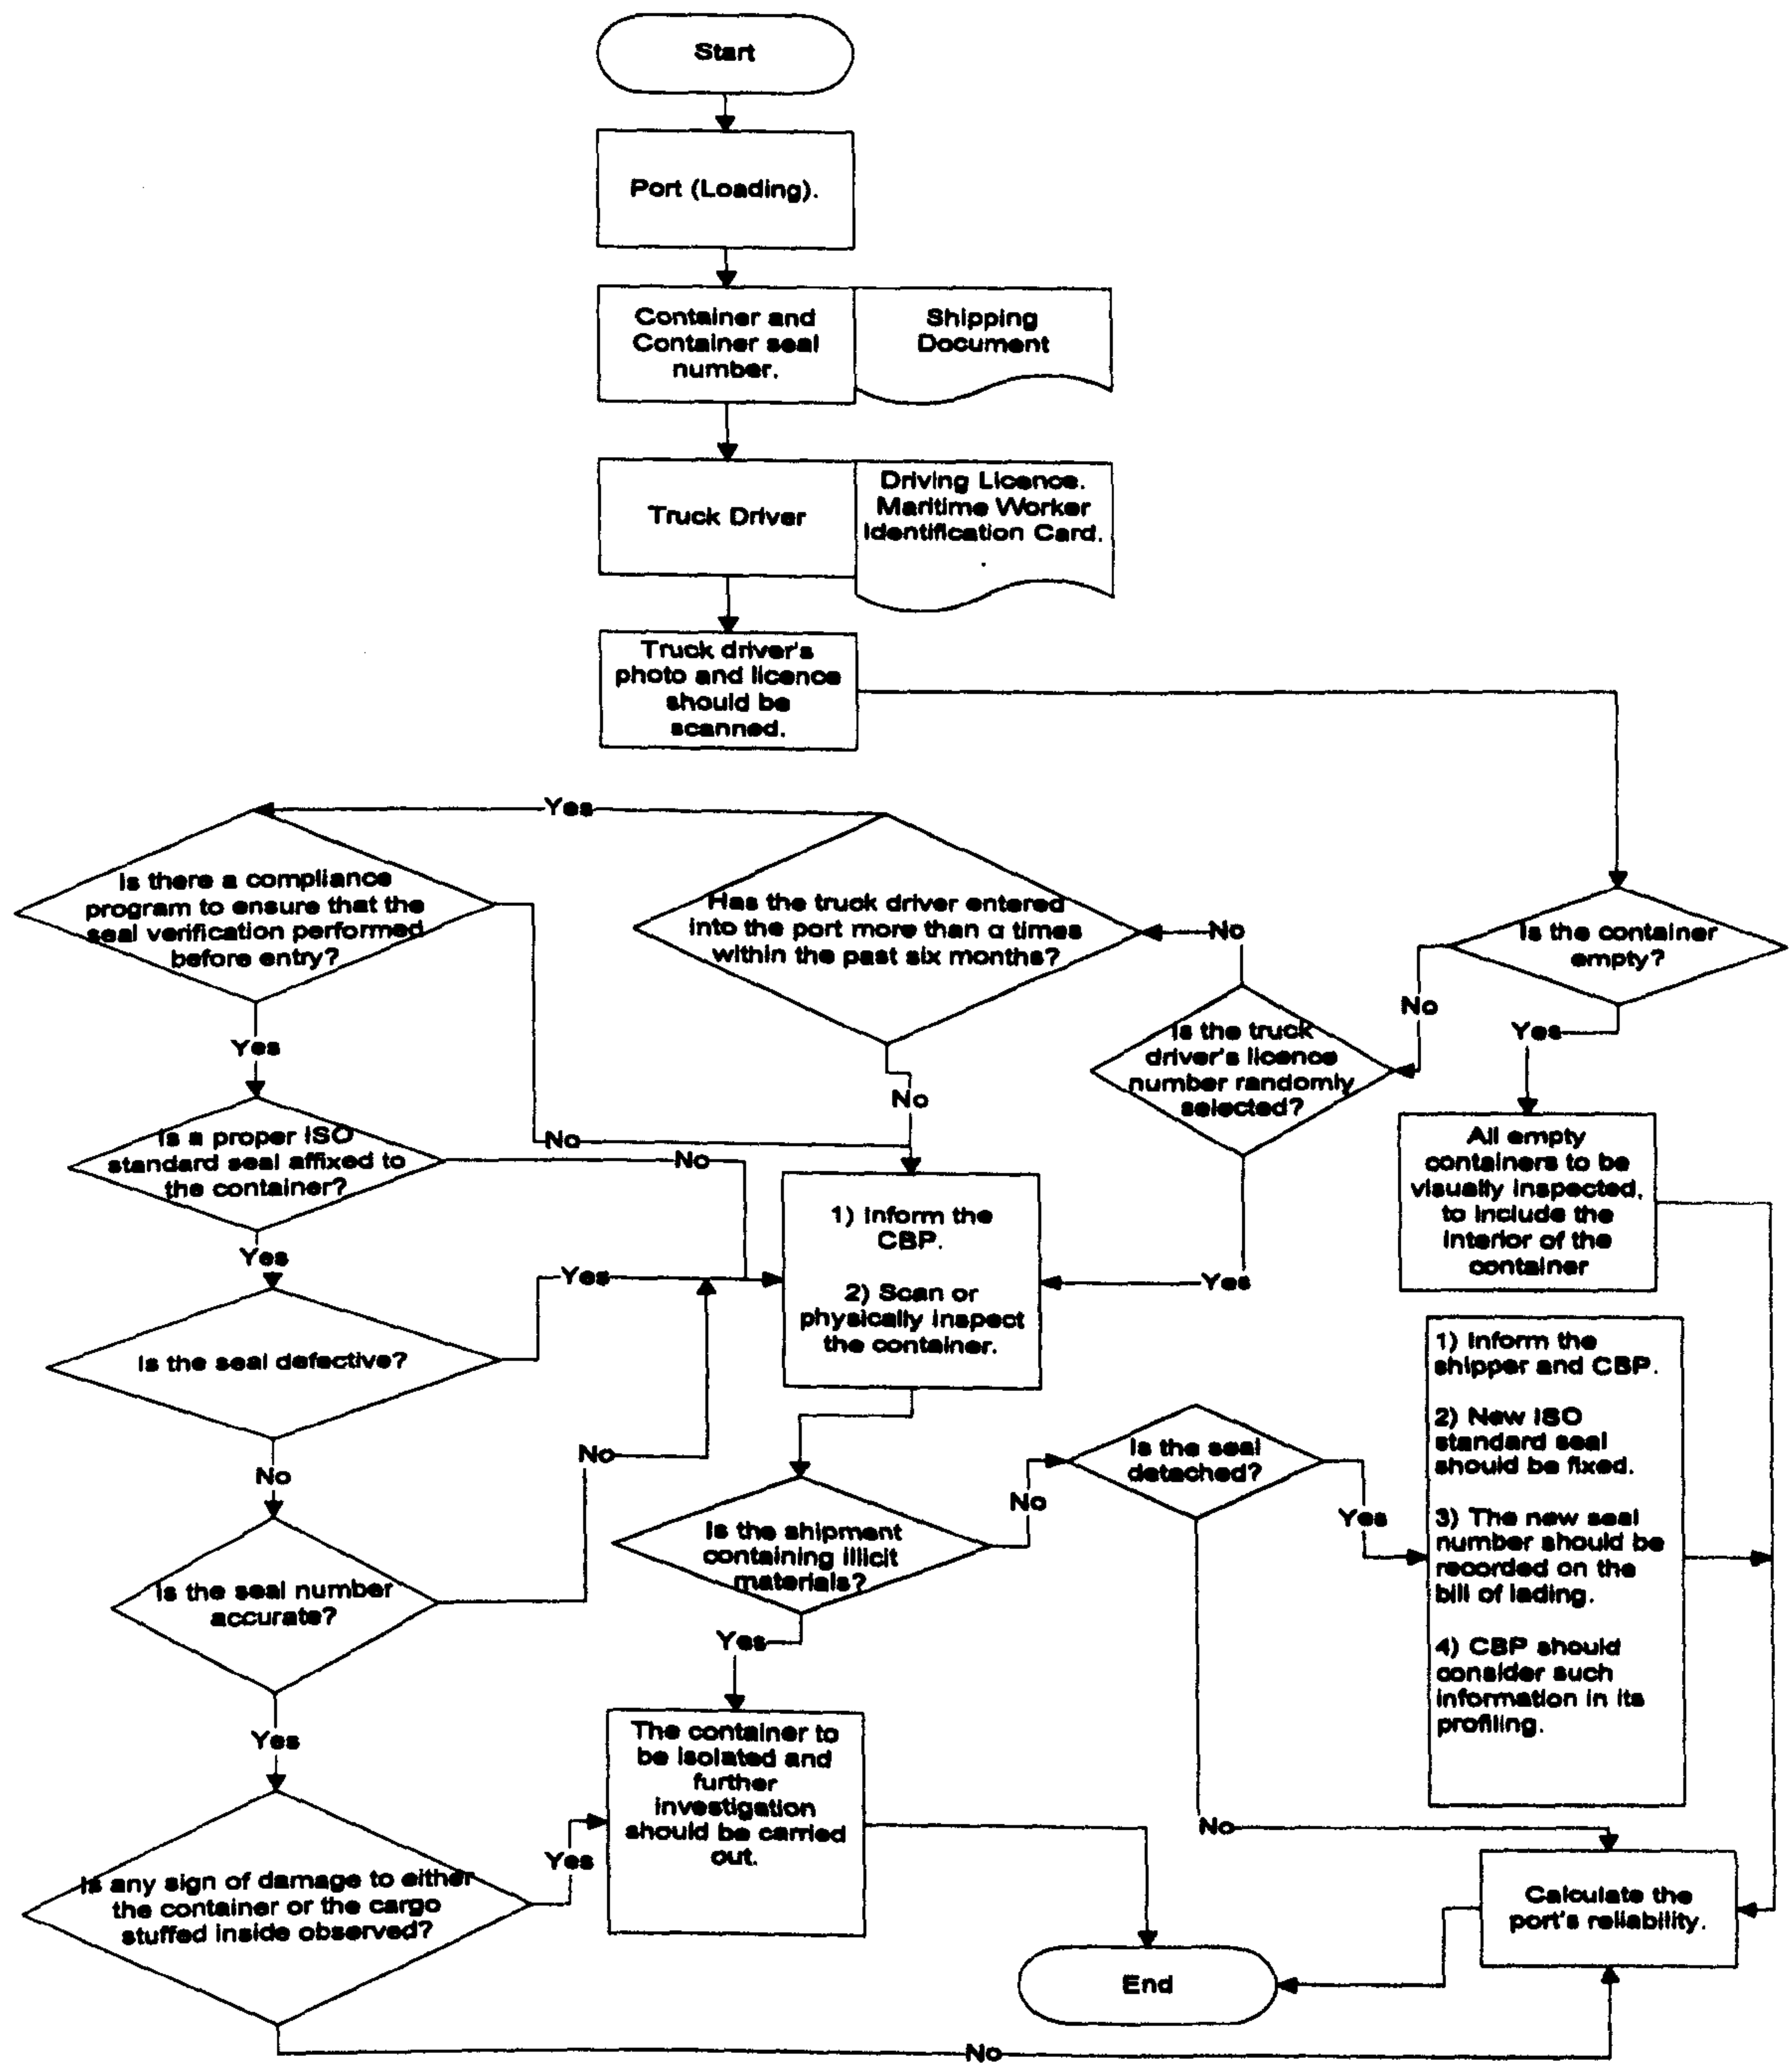 Start
Port (Loading).
Container and
Container seal
number.
Shipping
Document
Truck Driver
Driving Licence.
Maritime Worker
Identification Card.
Truck driver's
photo and licence
should be
scanned.
Yes
Is there a compliance
program to ensure that the
seal verification performed
before entry?
Has the truck driver entered
into the port more than α times
within the past six months?
No
Is the container
empty?
No
Yes
Is the truck
driver's licence
number randomly
selected?
Yes
No
All empty
containers to be
visually inspected,
to include the
interior of the
container
Is a proper ISO
standard seal affixed to
the container?
No
No
1) Inform the
CBP.
2) Scan or
physically inspect
the container.
Yes
Yes
Yes
Is the seal defective?
1) Inform the
shipper and CBP.
2) New ISO
standard seal
should be fixed.
3) The new seal
number should be
recorded on the
bill of lading.
4) CBP should
consider such
information in its
profiling.
Is the seal
detached?
No
No
No
Yes
Is the shipment
containing illicit
materials?
Is the seal number
accurate?
Yes
Yes
The container to
be isolated and
further
investigation
should be carried
out.
No
Yes
Is any sign of damage to either
the container or the cargo
stuffed inside observed?
Calculate the
port's reliability.
End
No